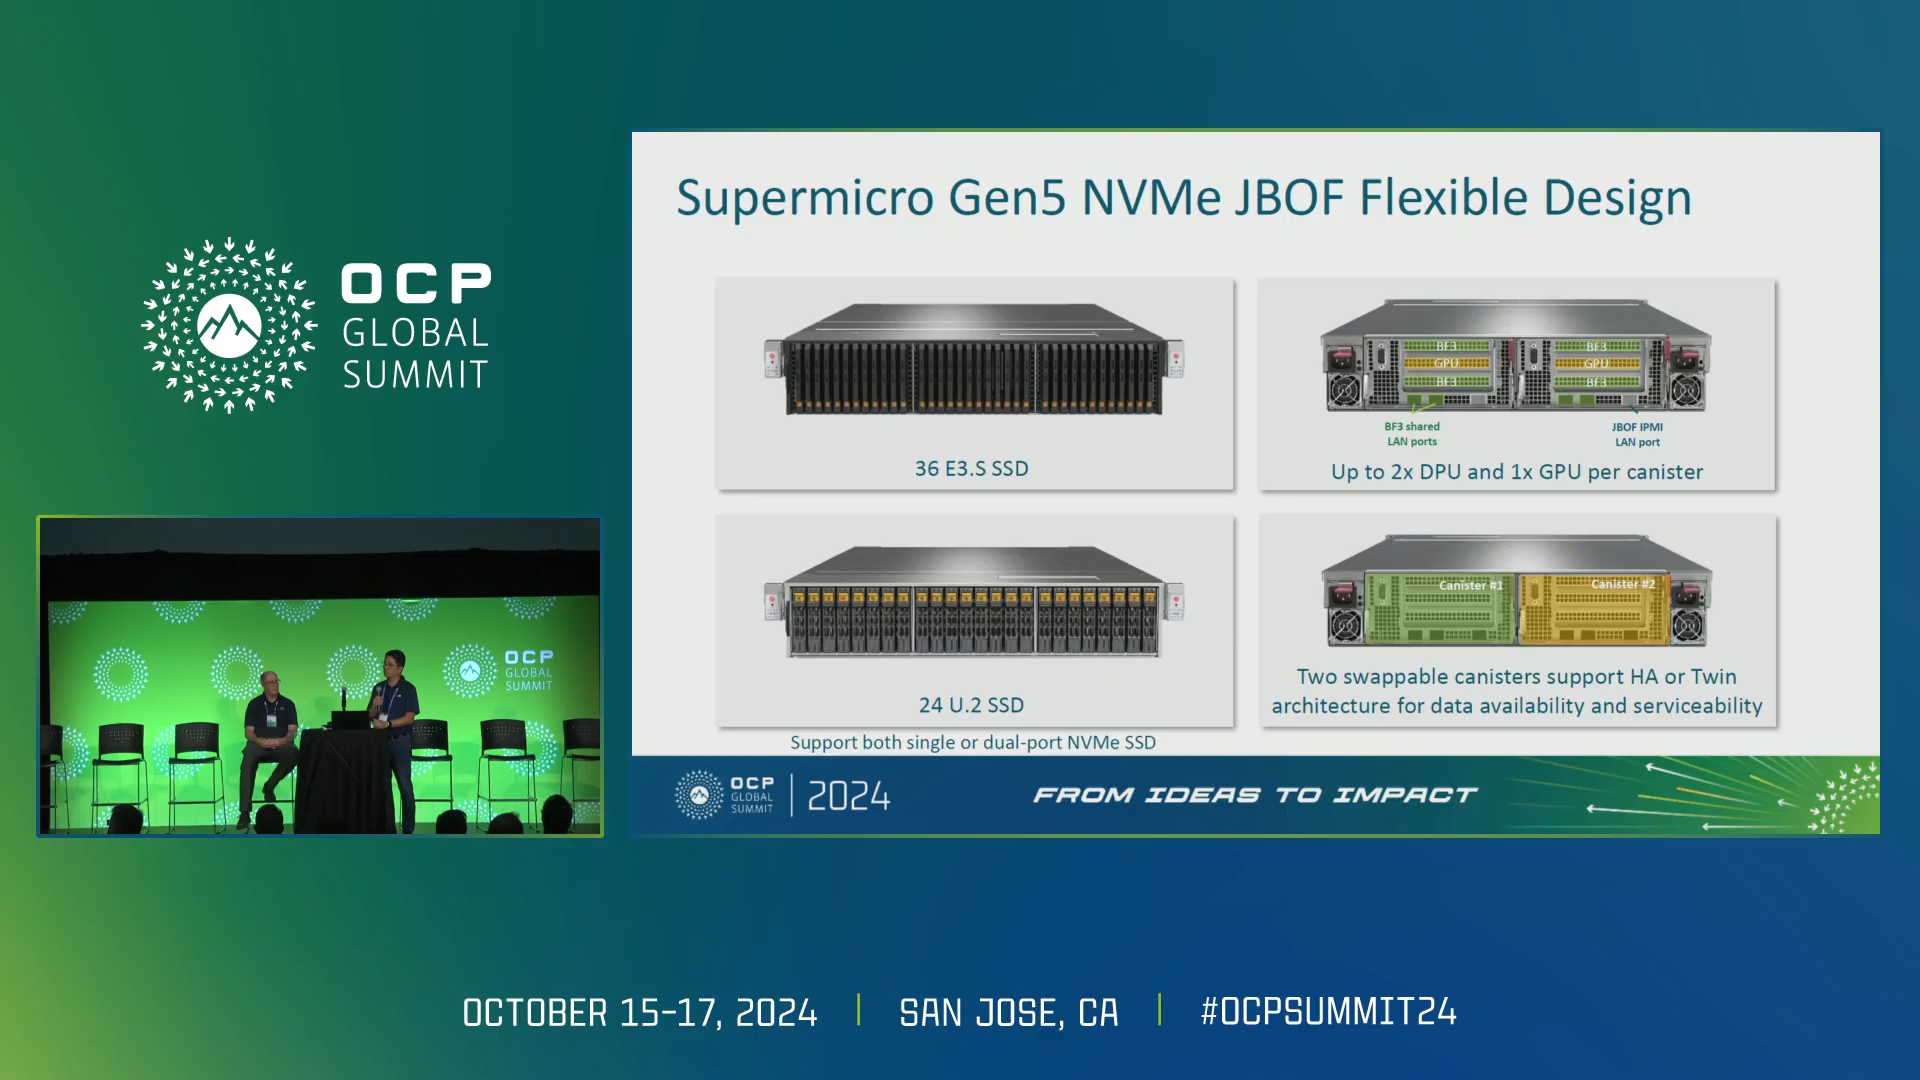 OCP
GLOBAL
SUMMIT
Supermicro Gen5 NVMe JBOF Flexible Design
36 E3.S SSD
BF3
GPU
BF3
BF3
GPU
BF3
BF3 shared
LAN ports
JBOF IPMI
LAN port
Up to 2x DPU and 1x GPU per canister
24 U.2 SSD
Support both single or dual-port NVMe SSD
Canister #1
Canister #2
Two swappable canisters support HA or Twin
architecture for data availability and serviceability
OCP
GLOBAL
SUMMIT
2024
FROM IDEAS TO IMPACT
OCP
GLOBAL
SUMMIT
OCTOBER 15-17, 2024
SAN JOSE, CA
#OCPSUMMIT24